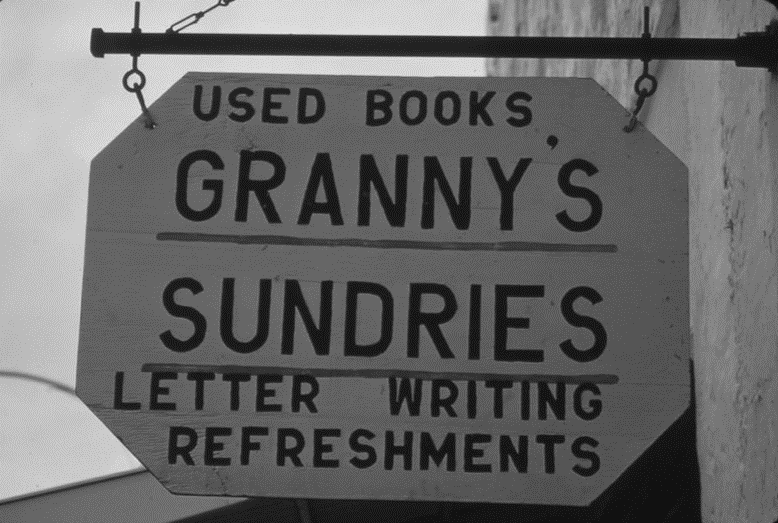 USED BOOKS,
GRANNY'S
SUNDRIES
LETTER WRITING
REFRESHMENTS